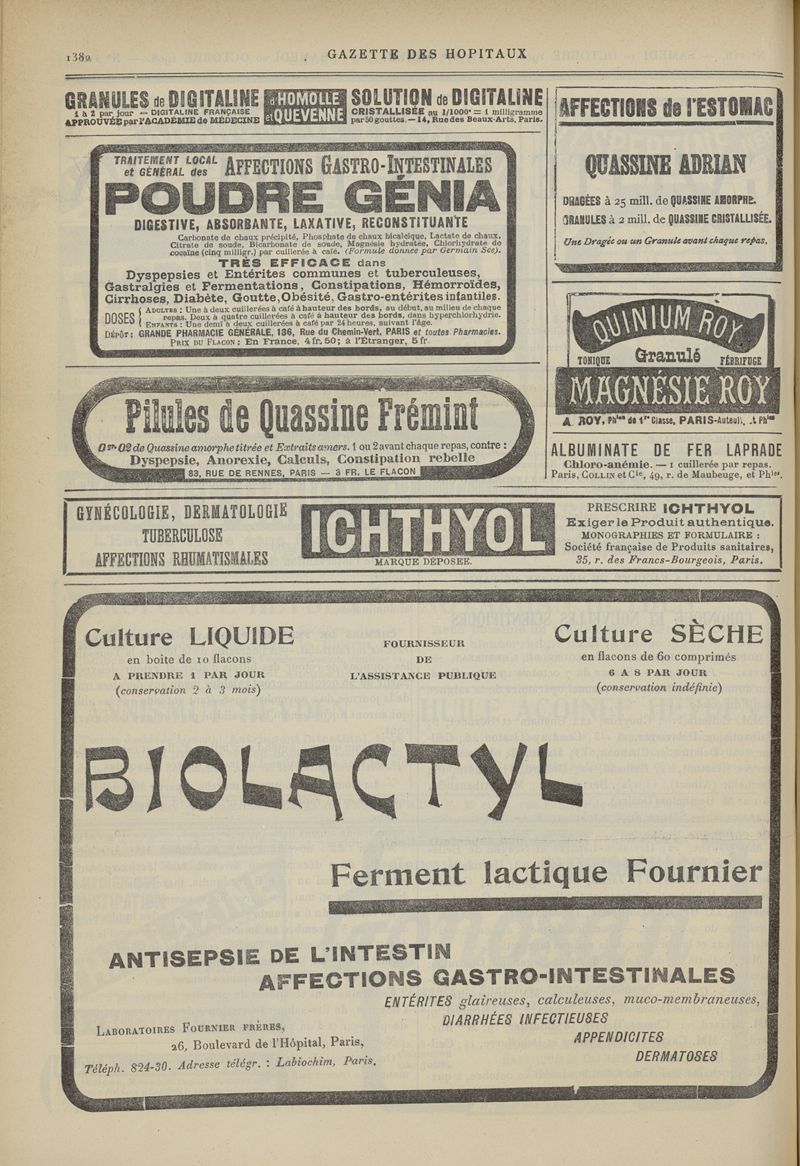 1382
GAZETTE DES HOPITAUX
GRANULES de DIGITALINE
1 à 2 par jour — DIGITALINE FRANÇAISE
APPROUVÉE par l'ACADÉMIE de MÉDECINE
d'HOMOLLE
et QUEVENNE
SOLUTION de DIGITALINE
CRISTALLISÉE au 1/1000e = 1 milligramme
par 50 gouttes. — 14, Rue des Beaux-Arts, Paris.
TRAITEMENT LOCAL
et GÉNÉRAL des
AFFECTIONS GASTRO-INTESTINALES
POUDRE GÉNIA
DIGESTIVE, ABSORBANTE, LAXATIVE, RECONSTITUANTE
Carbonate de chaux précipité, Phosphate de chaux bicalcique, Lactate de chaux,
Citrate de soude, Bicarbonate de soude, Magnésie hydratée, Chlorhydrate de
cocaïne (cinq milligr.) par cuillerée à café. (Formule donnée par Germain Sée).
TRÈS EFFICACE dans
Dyspepsies et Entérites communes et tuberculeuses,
Gastralgies et Fermentations, Constipations, Hémorroïdes,
Cirrhoses, Diabète, Goutte, Obésité, Gastro-entérites infantiles.
DOSES
ADULTES : Une à deux cuillerées à café à hauteur des bords, au début, au milieu de chaque
repas. Deux à quatre cuillerées à café à hauteur des bords, dans hyperchlorhydrie.
ENFANTS : Une demi à deux cuillerées à café par 24 heures, suivant l'âge.
DÉPÔT : GRANDE PHARMACIE GÉNÉRALE, 136, Rue du Chemin-Vert, PARIS et toutes Pharmacies.
PRIX DU FLACON : En France, 4 fr. 50; à l'Étranger, 5 fr.
Pilules de Quassine Frémint
0gr.02 de Quassine amorphe titrée et Extraits amers. 1 ou 2 avant chaque repas, contre :
Dyspepsie, Anorexie, Calculs, Constipation rebelle
83, RUE DE RENNES, PARIS — 3 FR. LE FLACON
AFFECTIONS de l'ESTOMAC
QUASSINE ADRIAN
DRAGÉES à 25 mill. de QUASSINE AMORPHE.
GRANULES à 2 mill. de QUASSINE CRISTALLISÉE.
Une Dragée ou un Granule avant chaque repas.
QUINIUM ROY
TONIQUE Granulé FÉBRIFUGE
MAGNÉSIE ROY
A. ROY, Phien de 1re Classe, PARIS-Auteuil, et Phies
ALBUMINATE DE FER LAPRADE
Chloro-anémie. — 1 cuillerée par repas.
Paris, COLLIN et Cie, 49, r. de Maubeuge, et Phies.
GYNÉCOLOGIE, DERMATOLOGIE
TUBERCULOSE
AFFECTIONS RHUMATISMALES
ICHTHYOL
MARQUE DÉPOSÉE.
PRESCRIRE ICHTHYOL
Exiger le Produit authentique.
MONOGRAPHIES ET FORMULAIRE :
Société française de Produits sanitaires,
35, r. des Francs-Bourgeois, Paris.
Culture LIQUIDE
en boite de 10 flacons
A PRENDRE 1 PAR JOUR
(conservation 2 à 3 mois)
FOURNISSEUR
DE
L'ASSISTANCE PUBLIQUE
Culture SÈCHE
en flacons de 60 comprimés
6 A 8 PAR JOUR
(conservation indéfinie)
BIOLACTYL
Ferment lactique Fournier
ANTISEPSIE DE L'INTESTIN
AFFECTIONS GASTRO-INTESTINALES
ENTÉRITES glaireuses, calculeuses, muco-membraneuses,
DIARRHÉES INFECTIEUSES
APPENDICITES
DERMATOSES
LABORATOIRES FOURNIER FRÈRES,
26, Boulevard de l'Hôpital, Paris,
Téléph. 824-30. Adresse télégr. : Labiochim, Paris.